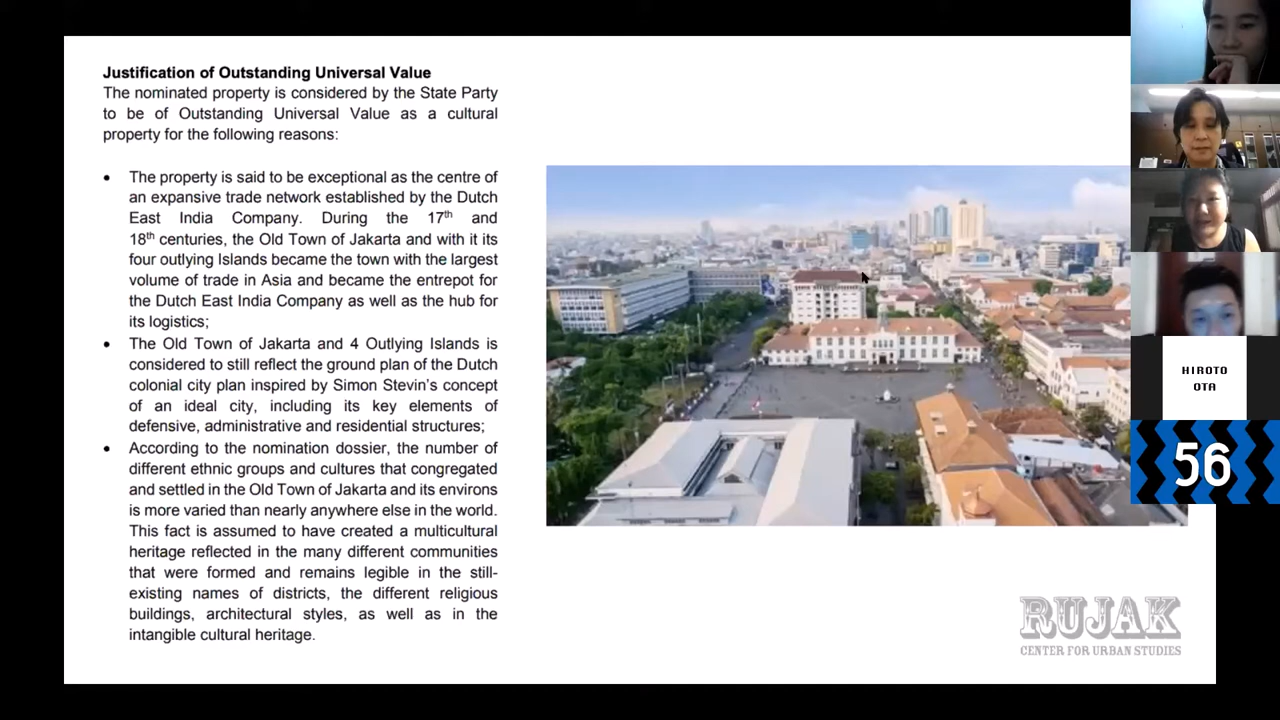 Justification of Outstanding Universal Value
The nominated property is considered by the State Party
to be of Outstanding Universal Value as a cultural
property for the following reasons:
• The property is said to be exceptional as the centre of
an expansive trade network established by the Dutch
East India Company. During the 17th and
18th centuries, the Old Town of Jakarta and with it its
four outlying Islands became the town with the largest
volume of trade in Asia and became the entrepot for
the Dutch East India Company as well as the hub for
its logistics;
• The Old Town of Jakarta and 4 Outlying Islands is
considered to still reflect the ground plan of the Dutch
colonial city plan inspired by Simon Stevin's concept
of an ideal city, including its key elements of
defensive, administrative and residential structures;
• According to the nomination dossier, the number of
different ethnic groups and cultures that congregated
and settled in the Old Town of Jakarta and its environs
is more varied than nearly anywhere else in the world.
This fact is assumed to have created a multicultural
heritage reflected in the many different communities
that were formed and remains legible in the still-
existing names of districts, the different religious
buildings, architectural styles, as well as in the
intangible cultural heritage.
RUJAK
CENTER FOR URBAN STUDIES
HIROTO
OTA
56